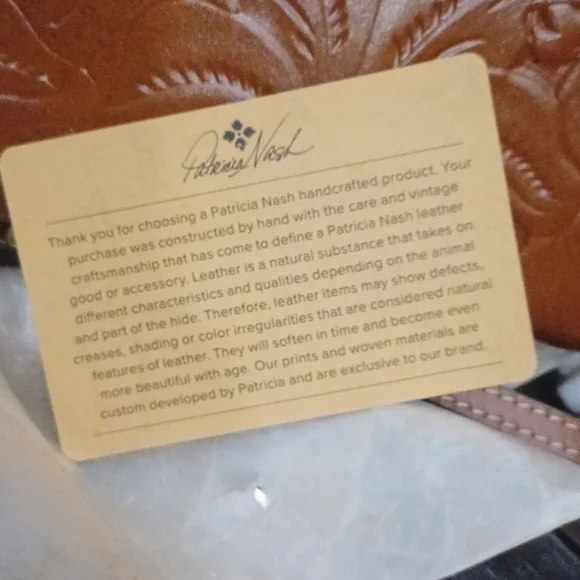 Patricia Nash
Thank you for choosing a Patricia Nash handcrafted product. Your
purchase was constructed by hand with the care and vintage
craftsmanship that has come to define a Patricia Nash leather
good or accessory. Leather is a natural substance that takes on
different characteristics and qualities depending on the animal
and part of the hide. Therefore, leather items may show defects,
creases, shading or color irregularities that are considered natural
features of leather. They will soften in time and become even
more beautiful with age. Our prints and woven materials are
custom developed by Patricia and are exclusive to our brand.